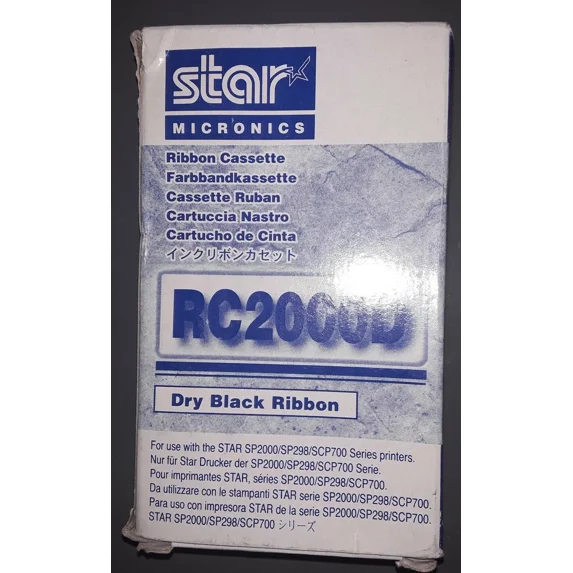 star
MICRONICS
Ribbon Cassette
Farbbandkassette
Cassette Ruban
Cartuccia Nastro
Cartucho de Cinta
インクリボンカセット
RC2000D
Dry Black Ribbon
For use with the STAR SP2000/SP298/SCP700 Series printers.
Nur für Star Drucker der SP2000/SP298/SCP700 Serie.
Pour imprimantes STAR, séries SP2000/SP298/SCP700.
Da utilizzare con le stampanti STAR serie SP2000/SP298/SCP700.
Para uso con impresora STAR de la serie SP2000/SP298/SCP700.
STAR SP2000/SP298/SCP700 シリーズ